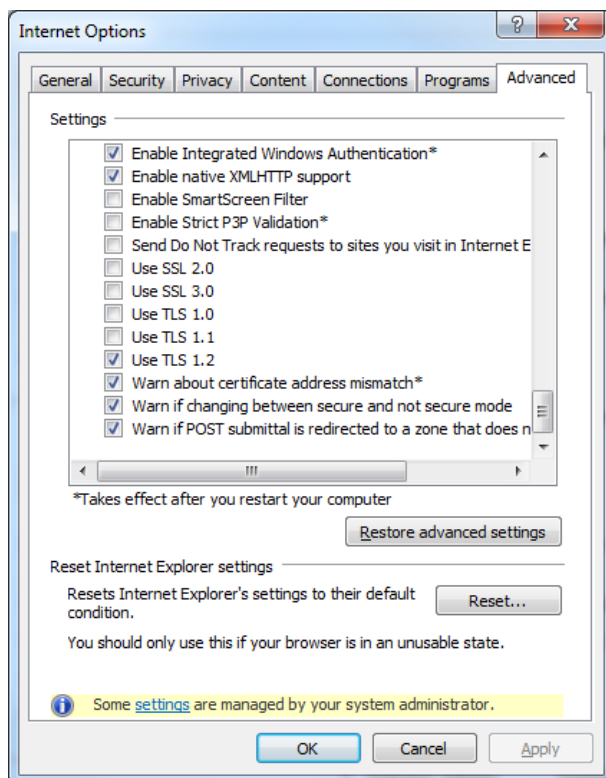 Internet Options
General Security Privacy Content Connections Programs Advanced
Settings
Enable Integrated Windows Authentication*
Enable native XMLHTTP support
Enable SmartScreen Filter
Enable Strict P3P Validation*
Send Do Not Track requests to sites you visit in Internet E
Use SSL 2.0
Use SSL 3.0
Use TLS 1.0
Use TLS 1.1
Use TLS 1.2
Warn about certificate address mismatch*
Warn if changing between secure and not secure mode
Warn if POST submittal is redirected to a zone that does n
*Takes effect after you restart your computer
Restore advanced settings
Reset Internet Explorer settings
Resets Internet Explorer's settings to their default
condition.
Reset...
You should only use this if your browser is in an unusable state.
Some settings are managed by your system administrator.
OK Cancel Apply